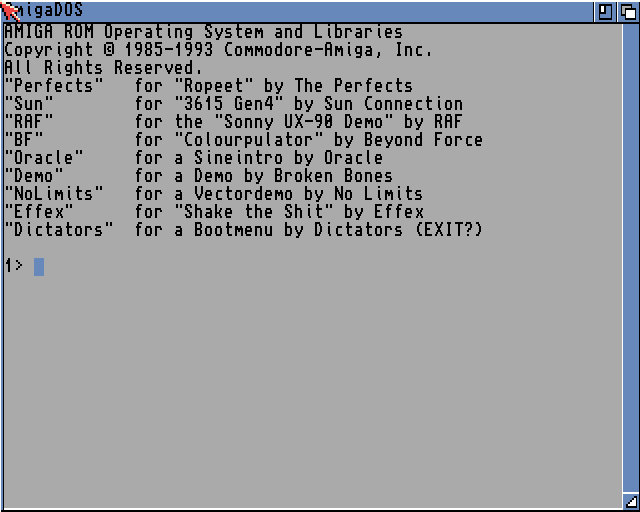 AmigaDOS
AMIGA ROM Operating System and Libraries
Copyright © 1985-1993 Commodore-Amiga, Inc.
All Rights Reserved.
"Perfects"   for "Ropeet" by The Perfects
"Sun"        for "3615 Gen4" by Sun Connection
"RAF"        for the "Sonny UX-90 Demo" by RAF
"BF"         for "Colourpulator" by Beyond Force
"Oracle"     for a Sineintro by Oracle
"Demo"       for a Demo by Broken Bones
"NoLimits"   for a Vectordemo by No Limits
"Effex"      for "Shake the Shit" by Effex
"Dictators"  for a Bootmenu by Dictators (EXIT?)
1>